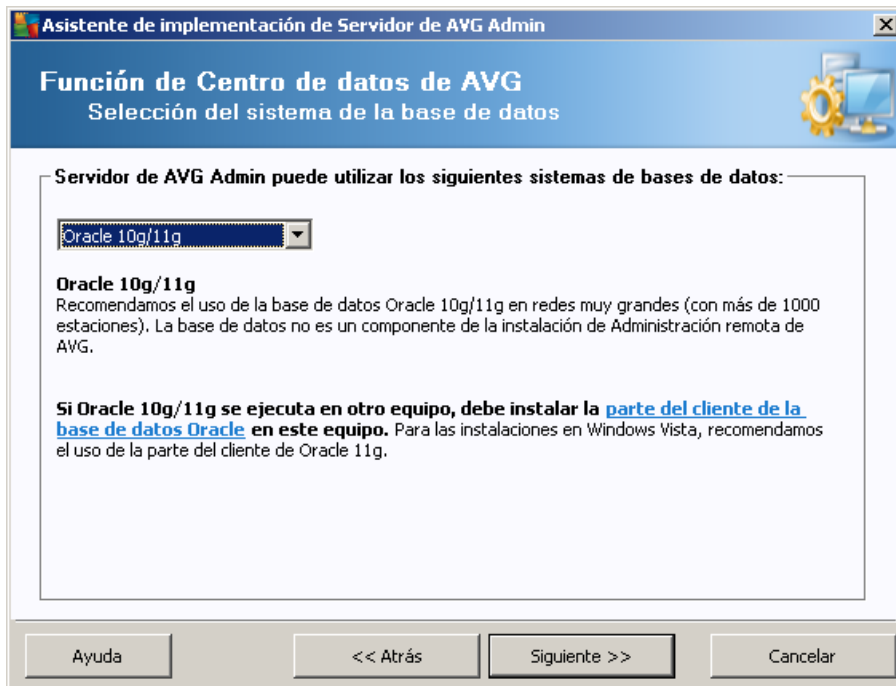 Asistente de implementación de Servidor de AVG Admin
Función de Centro de datos de AVG
Selección del sistema de la base de datos
Servidor de AVG Admin puede utilizar los siguientes sistemas de bases de datos:
Oracle 10g/11g
Oracle 10g/11g
Recomendamos el uso de la base de datos Oracle 10g/11g en redes muy grandes (con más de 1000
estaciones). La base de datos no es un componente de la instalación de Administración remota de
AVG.
Si Oracle 10g/11g se ejecuta en otro equipo, debe instalar la parte del cliente de la
base de datos Oracle en este equipo. Para las instalaciones en Windows Vista, recomendamos
el uso de la parte del cliente de Oracle 11g.
Ayuda
<< Atrás
Siguiente >>
Cancelar